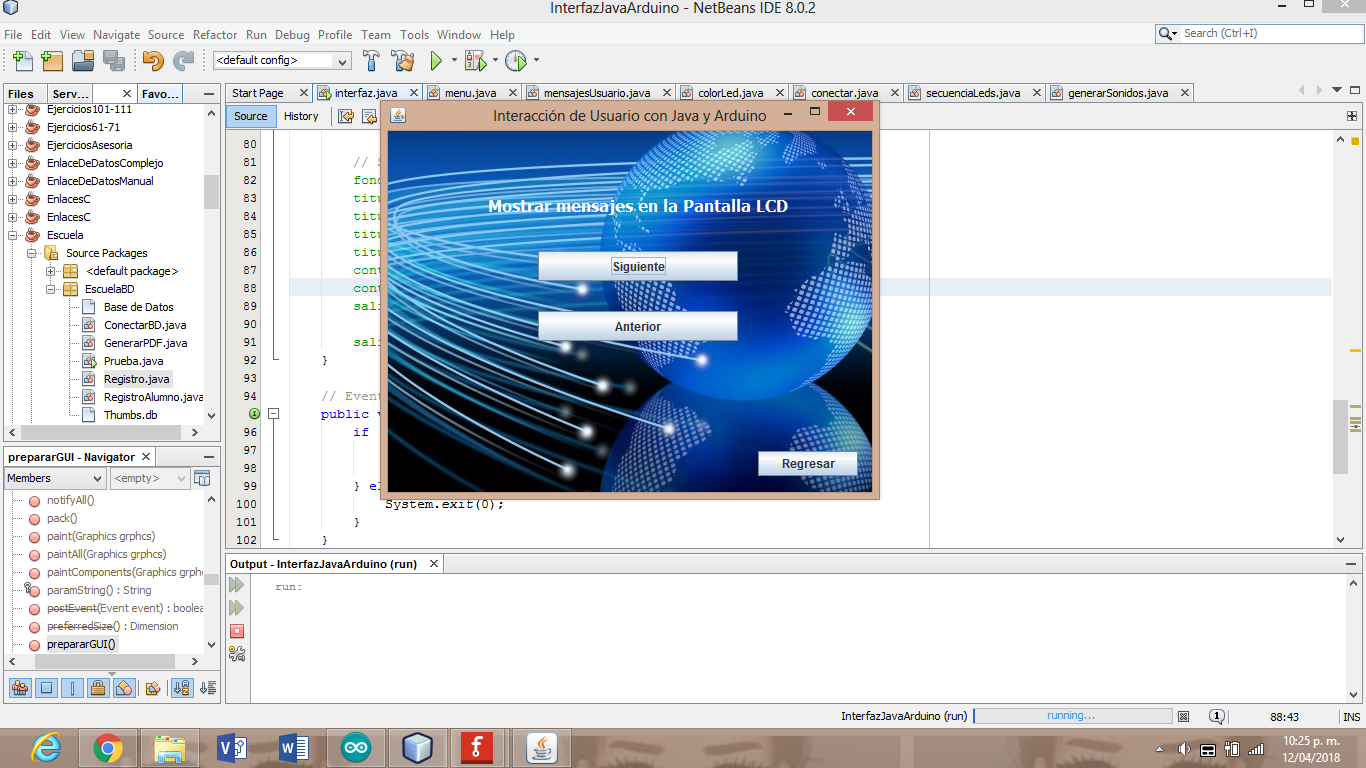 InterfazJavaArduino - NetBeans IDE 8.0.2
File Edit View Navigate Source Refactor Run Debug Profile Team Tools Window Help
Search (Ctrl+I)
<default config>
Files Serv... Favo...
Start Page interfaz.java menu.java mensajesUsuario.java colorLed.java conectar.java secuenciaLeds.java generarSonidos.java
Source History
Ejercicios101-111
Ejercicios61-71
EjerciciosAsesoria
EnlaceDeDatosComplejo
EnlaceDeDatosManual
EnlacesC
EnlacesC
Escuela
Source Packages
<default package>
EscuelaBD
Base de Datos
ConectarBD.java
GenerarPDF.java
Prueba.java
Registro.java
RegistroAlumno.java
Thumbs.db
80
81 // S
82 fond
83 titu
84 titu
85 titu
86 titu
87 cont
88 cont
89 sali
90
91 sali
92 }
93
94 // Event
public v
96 if
97
98
99 } el
100 System.exit(0);
101 }
102 }
Interacción de Usuario con Java y Arduino
Mostrar mensajes en la Pantalla LCD
Siguiente
Anterior
Regresar
prepararGUI - Navigator
Members <empty>
notifyAll()
pack()
paint(Graphics grphcs)
paintAll(Graphics grphcs)
paintComponents(Graphics grphc
paramString() : String
postEvent(Event event) : boolea
preferredSize() : Dimension
prepararGUI()
Output - InterfazJavaArduino (run)
run:
InterfazJavaArduino (run) running... 1 88:43 INS
10:25 p. m.
12/04/2018